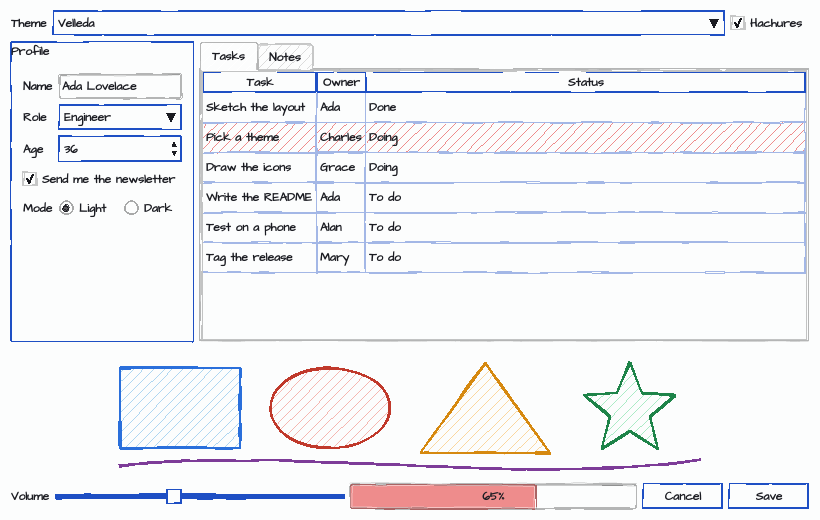 Theme Velleda Hachures
Profile
Name Ada Lovelace
Role Engineer
Age 36
Send me the newsletter
Mode Light Dark
Tasks Notes
Task Owner Status
Sketch the layout Ada Done
Pick a theme Charles Doing
Draw the icons Grace Doing
Write the README Ada To do
Test on a phone Alan To do
Tag the release Mary To do
Volume 65% Cancel Save